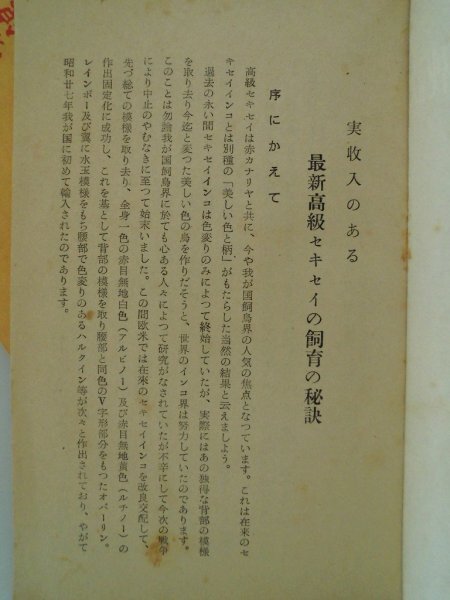 実収入のある
最新高級セキセイの飼育の秘訣
序にかえて
高級セキセイは赤カナリヤと共に、今や我が国飼鳥界の人気の焦点となつています。これは在来のセ
キセイインコとは別種の「美しい色と柄」がもたらした当然の結果と云えましよう。
過去の永い間セキセイインコは色変りのみによつて終始していたが、実際にはあの独得な背部の模様
を取り去り今迄と変つた美しい色の鳥を作りだそうと、世界のインコ界は努力していたのであります。
このことは勿論我が国飼鳥界に於ても心ある人々によつて研究がなされていたが不幸にして今次の戦争
により中止のやむなきに至つて始末いました。この間欧米では在来のセキセイインコを改良交配して、
先づ総ての模様を取り去り、全身一色の赤目無地白色（アルビノー）及び赤目無地黄色（ルチノー）の
作出固定化に成功し、これを基として背部の模様を取り腰部と同色のV字形部分をもつたオパーリン。
レインボー及び翼に水玉模様をもち腰部で色変りのあるハルクイン等が次々と作出されており、やがて
昭和廿七年我が国に初めて輸入されたのであります。